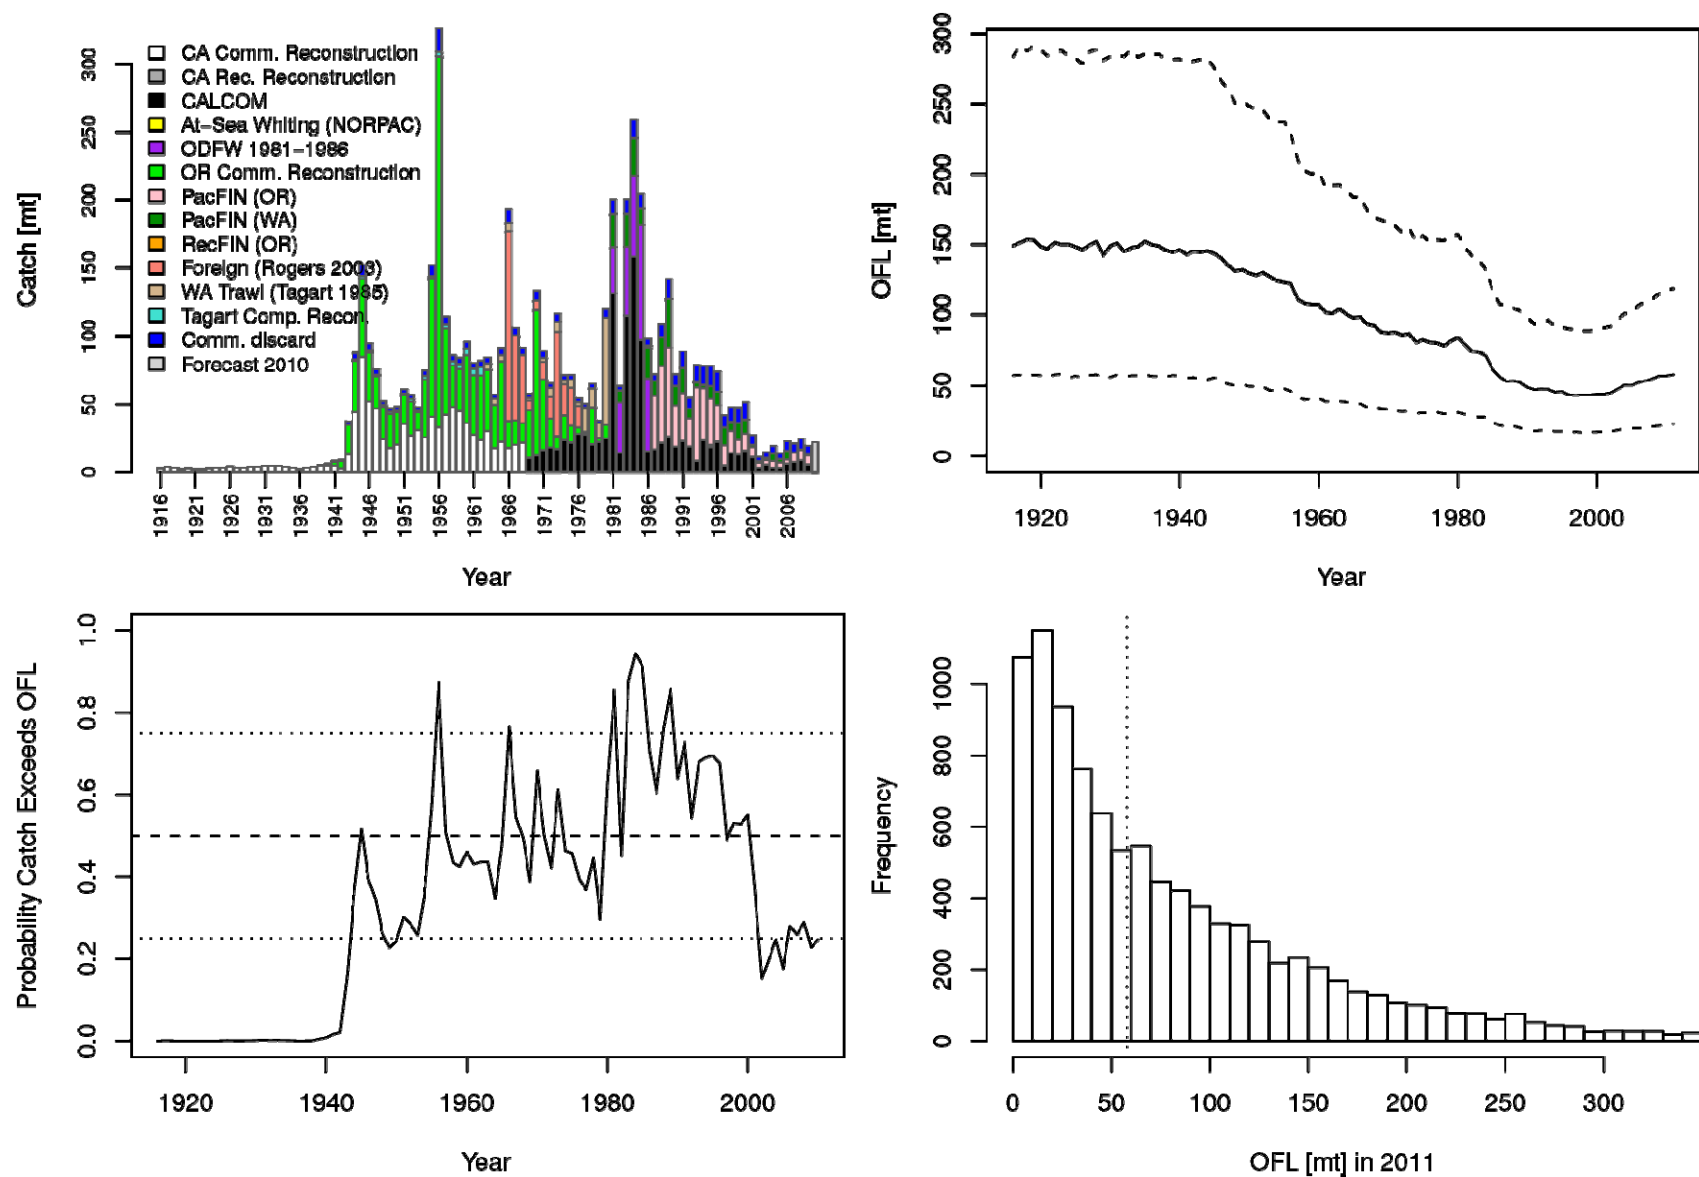 CA Comm. Reconstruction
CA Rec. Reconstruction
CALCOM
At-Sea Whiting (NORPAC)
ODFW 1981-1986
OR Comm. Reconstruction
PacFIN (OR)
PacFIN (WA)
RecFIN (OR)
Foreign (Rogers 2003)
WA Trawl (Tagart 1985)
Tagart Comp. Recon.
Comm. discard
Forecast 2010
Catch [mt]
0 50 100 150 200 250 300
1916 1921 1926 1931 1936 1941 1946 1951 1956 1961 1966 1971 1976 1981 1986 1991 1996 2001 2006
Year
OFL [mt]
0 50 100 150 200 250 300
1920 1940 1960 1980 2000
Year
Probability Catch Exceeds OFL
0.0 0.2 0.4 0.6 0.8 1.0
1920 1940 1960 1980 2000
Year
Frequency
0 200 400 600 800 1000
0 50 100 150 200 250 300
OFL [mt] in 2011